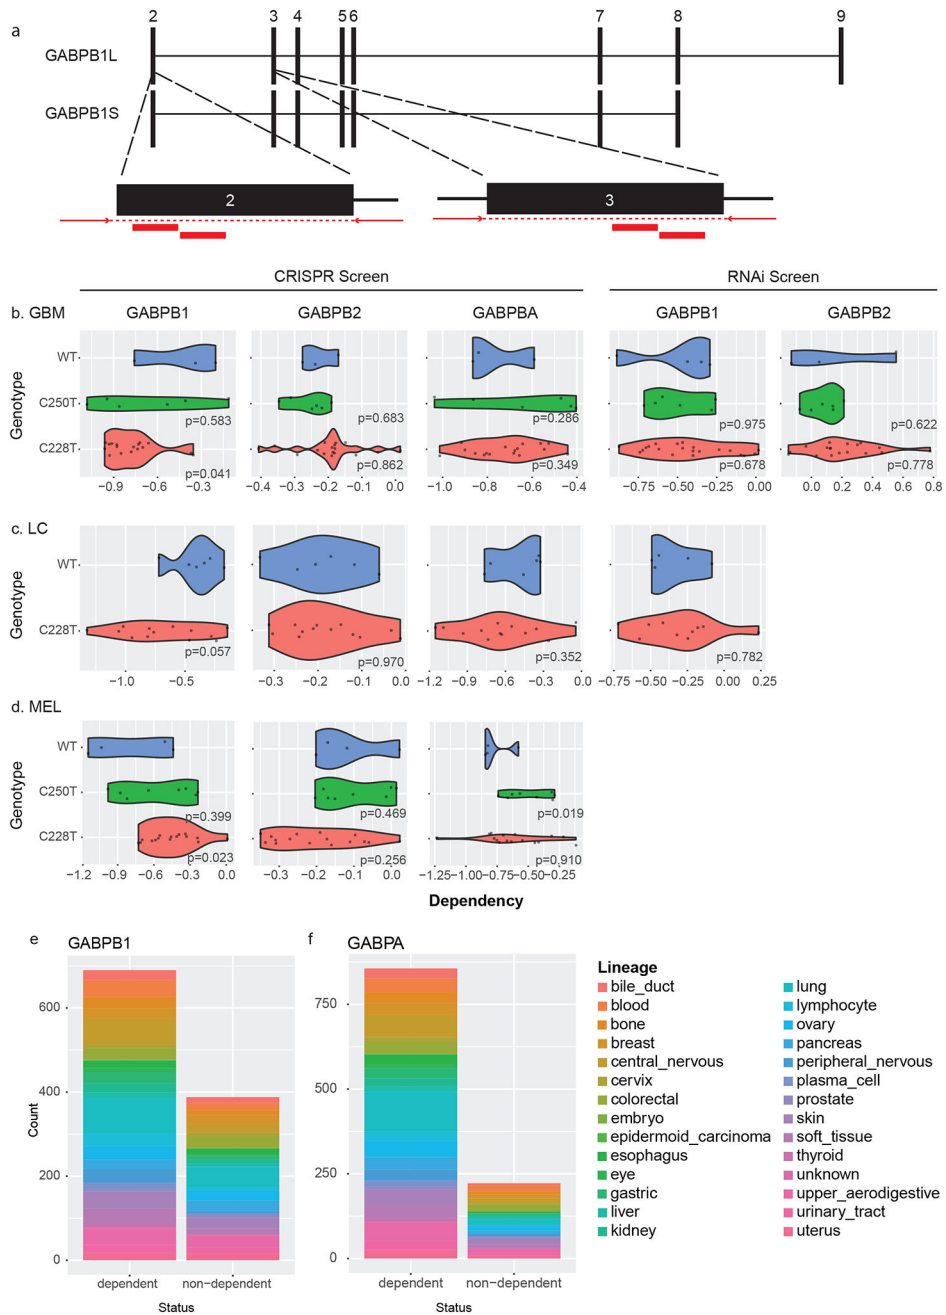 a
2 3 4 5 6 7 8 9
GABPB1L
GABPB1S
2
3
CRISPR Screen
RNAi Screen
b. GBM
GABPB1
GABPB2
GABPBA
GABPB1
GABPB2
Genotype
WT
C250T
C228T
p=0.583
p=0.041
p=0.683
p=0.862
p=0.286
p=0.349
p=0.975
p=0.678
p=0.622
p=0.778
−0.9 −0.6 −0.3
−0.4 −0.3 −0.2 −0.1 0.0
−1.0 −0.8 −0.6 −0.4
−0.75 −0.50 −0.25 0.00
0.0 0.2 0.4 0.6 0.8
c. LC
Genotype
WT
C228T
p=0.057
p=0.970
p=0.352
p=0.782
−1.0 −0.5
−0.3 −0.2 −0.1 0.0
−1.2 −0.9 −0.6 −0.3 0.0
−0.75 −0.50 −0.25 0.00 0.25
d. MEL
Genotype
WT
C250T
C228T
p=0.399
p=0.023
p=0.469
p=0.256
p=0.019
p=0.910
−1.2 −0.9 −0.6 −0.3 0.0
−0.3 −0.2 −0.1 0.0
−1.25 −1.00 −0.75 −0.50 −0.25
Dependency
e
GABPB1
Count
600
400
200
0
dependent non−dependent
Status
f
GABPA
750
500
250
0
dependent non−dependent
Status
Lineage
bile_duct
blood
bone
breast
central_nervous
cervix
colorectal
embryo
epidermoid_carcinoma
esophagus
eye
gastric
liver
kidney
lung
lymphocyte
ovary
pancreas
peripheral_nervous
plasma_cell
prostate
skin
soft_tissue
thyroid
unknown
upper_aerodigestive
urinary_tract
uterus